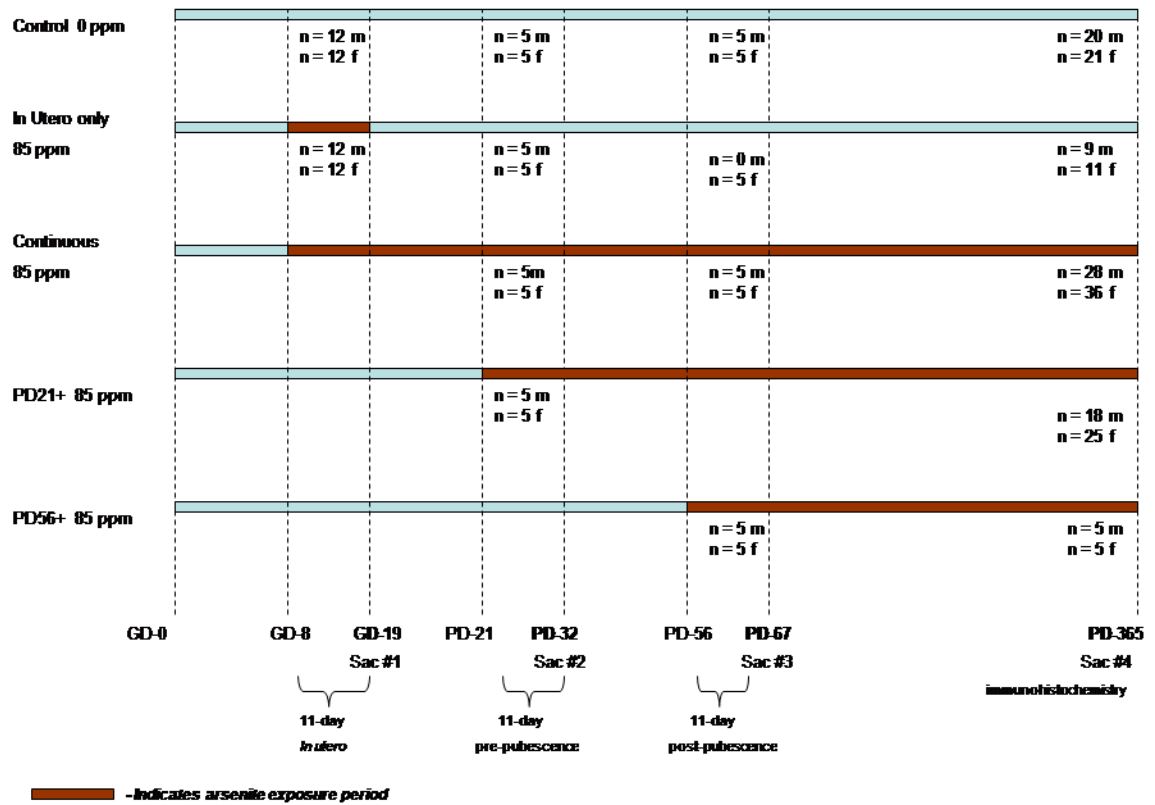 Control 0 ppm
n = 12 m n = 5 m n = 5 m n = 20 m
n = 12 f n = 5 f n = 5 f n = 21 f
In Utero only
85 ppm
n = 12 m n = 5 m n = 0 m n = 9 m
n = 12 f n = 5 f n = 5 f n = 11 f
Continuous
85 ppm
n = 5m n = 5 m n = 28 m
n = 5 f n = 5 f n = 36 f
PD21+ 85 ppm
n = 5 m n = 18 m
n = 5 f n = 25 f
PD56+ 85 ppm
n = 5 m n = 5 m
n = 5 f n = 5 f
GD-0 GD-8 GD-19 PD-21 PD-32 PD-56 PD-67 PD-365
Sac #1 Sac #2 Sac #3 Sac #4
immunohistochemistry
11-day 11-day 11-day
In utero pre-pubescence post-pubescence
-Indicates arsenite exposure period